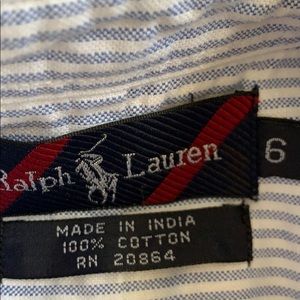 Ralph Lauren
6
MADE IN INDIA
100% COTTON
RN 20864